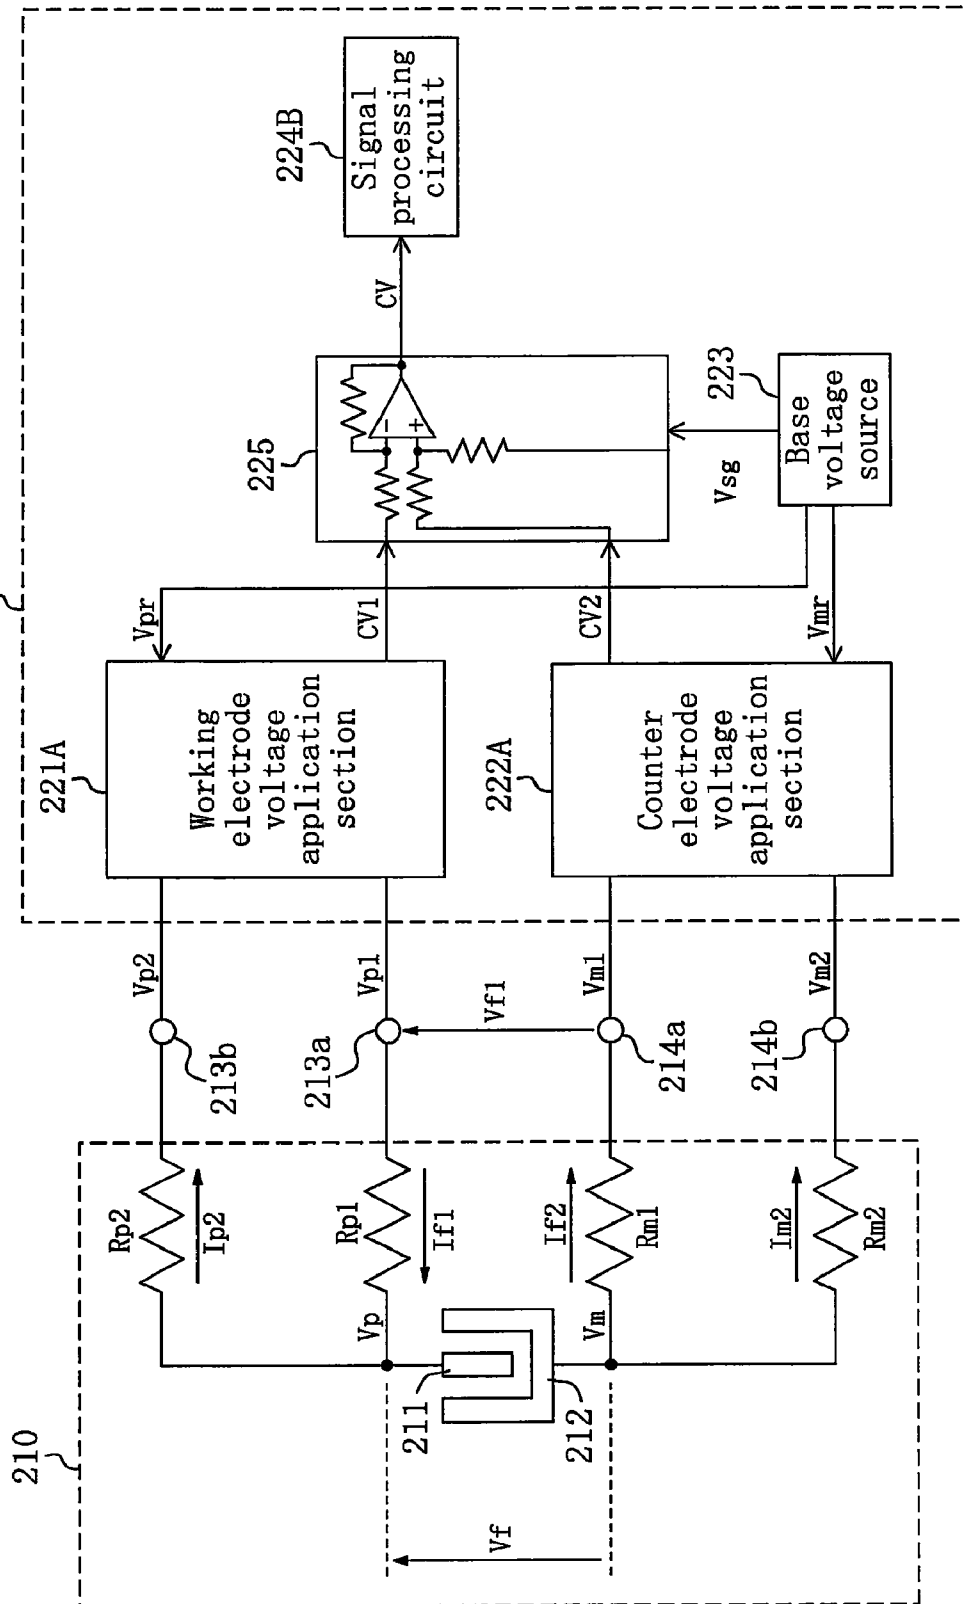 210
Vf
211
212
Vp
Vm
Rp2
Ip2
Rp1
If1
If2
Rm1
Im2
Rm2
213b
213a
214a
214b
Vf1
Vp2
Vp1
Vm1
Vm2
221A
Working
electrode
voltage
application
section
222A
Counter
electrode
voltage
application
section
Vpr
CV1
CV2
Vmr
225
-
+
Vsg
223
Base
voltage
source
CV
224B
Signal
processing
circuit